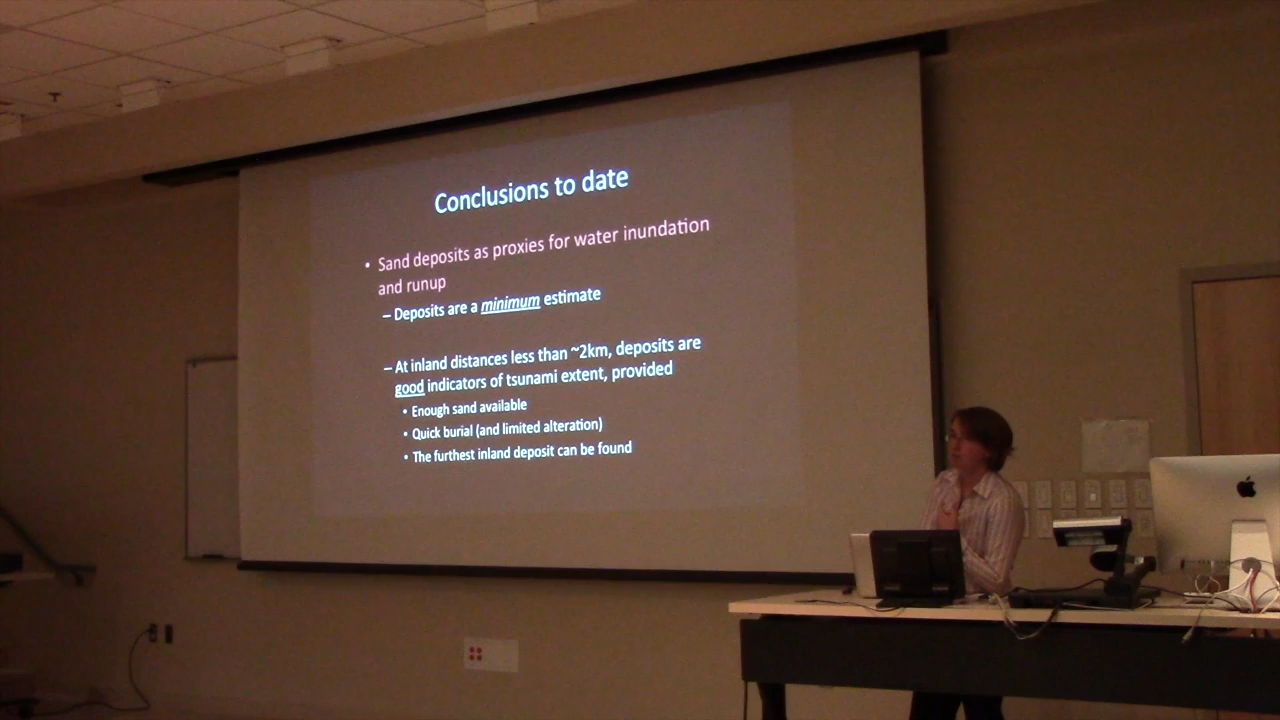 Conclusions to date
• Sand deposits as proxies for water inundation
and runup
– Deposits are a minimum estimate
– At inland distances less than ~2km, deposits are
good indicators of tsunami extent, provided
• Enough sand available
• Quick burial (and limited alteration)
• The furthest inland deposit can be found